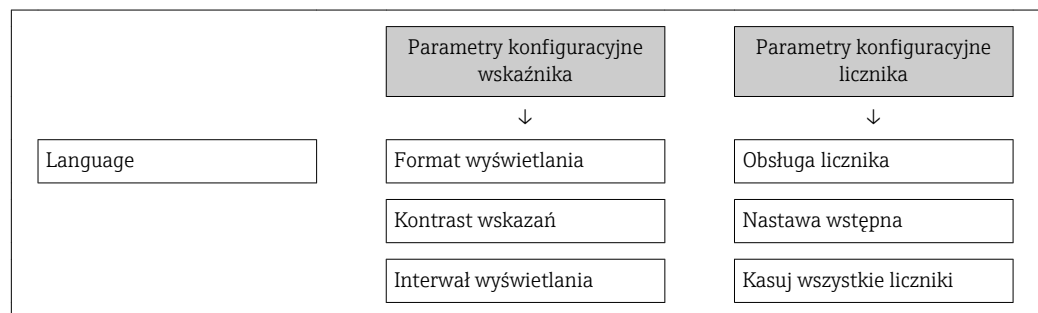 Parametry konfiguracyjne
wskaźnika
Parametry konfiguracyjne
licznika
↓
↓
Language
Format wyświetlania
Obsługa licznika
Kontrast wskazań
Nastawa wstępna
Interwał wyświetlania
Kasuj wszystkie liczniki